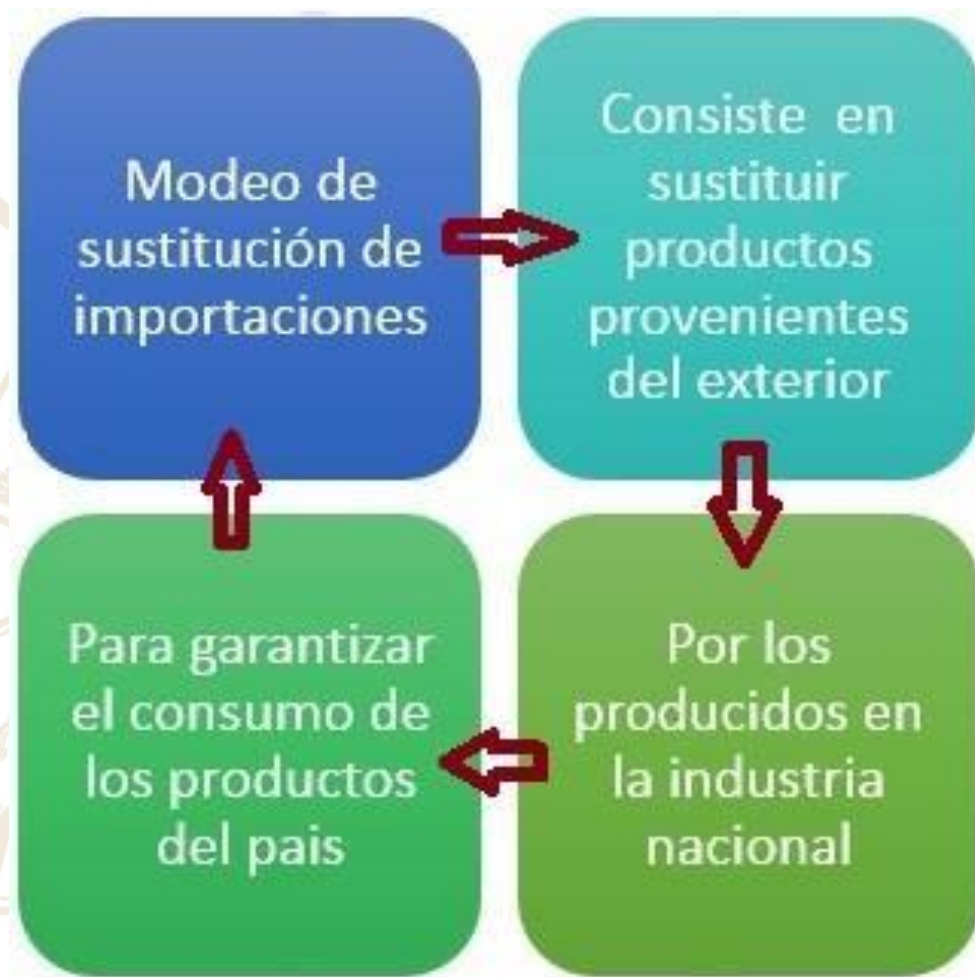 Modeo de
sustitución de
importaciones
Consiste en
sustituir
productos
provenientes
del exterior
Por los
producidos en
la industria
nacional
Para garantizar
el consumo de
los productos
del pais